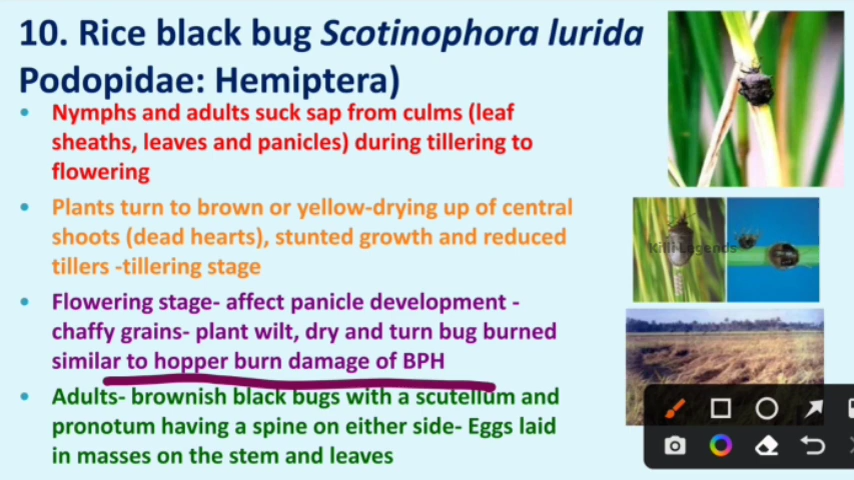 10. Rice black bug Scotinophora lurida
Podopidae: Hemiptera)
Nymphs and adults suck sap from culms (leaf
sheaths, leaves and panicles) during tillering to
flowering
Plants turn to brown or yellow-drying up of central
shoots (dead hearts), stunted growth and reduced
tillers -tillering stage
Flowering stage- affect panicle development -
chaffy grains- plant wilt, dry and turn bug burned
similar to hopper burn damage of BPH
Adults- brownish black bugs with a scutellum and
pronotum having a spine on either side- Eggs laid
in masses on the stem and leaves
Killi Legends